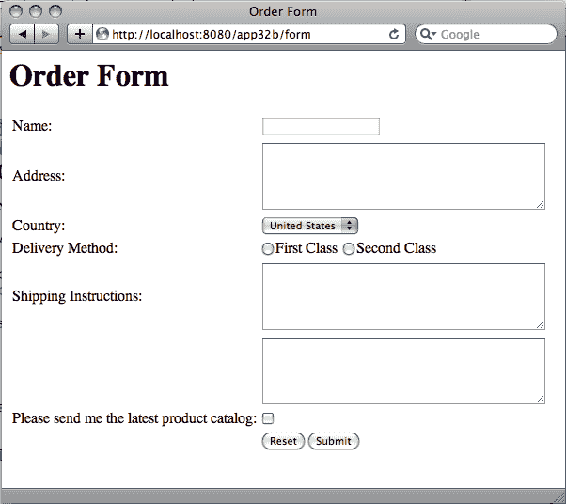 Order Form
http://localhost:8080/app32b/form
Google
Order Form
Name:
Address:
Country: United States
Delivery Method: First Class Second Class
Shipping Instructions:
Please send me the latest product catalog:
Reset Submit